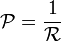 𝒫 = 1/ℛ